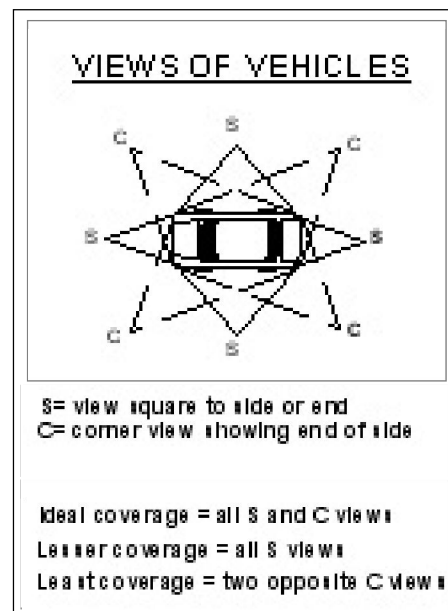 VIEWS OF VEHICLES
S
C C
S S
C C
S
S= view square to side or end
C= corner view showing end of side
Ideal coverage = all S and C views
Lesser coverage = all S views
Least coverage = two opposite C views